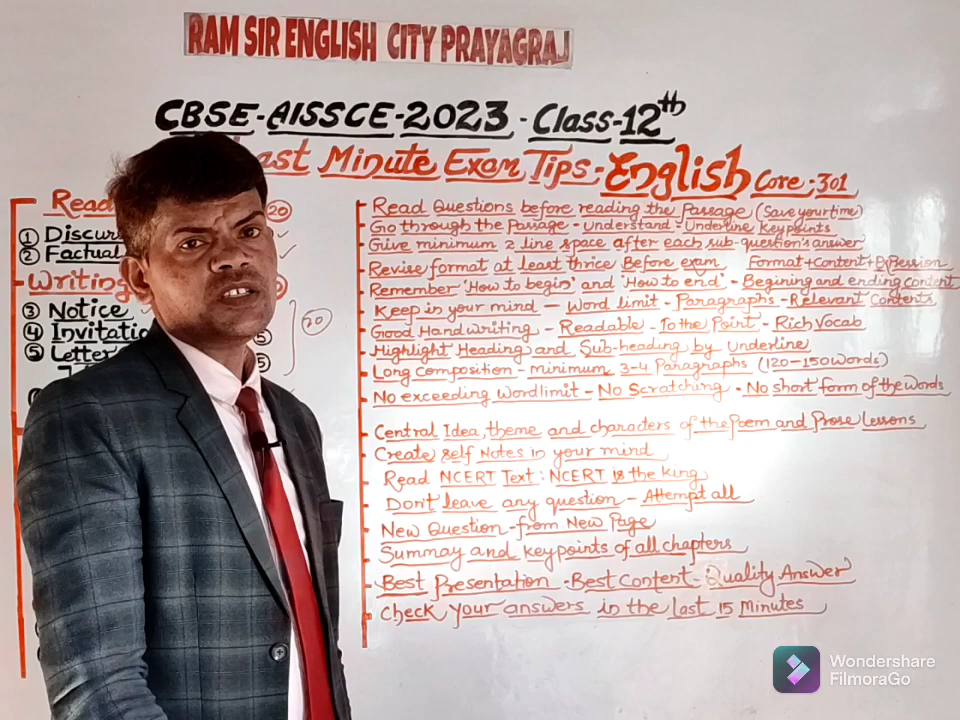 RAM SIR ENGLISH CITY PRAYAGRAJ
CBSE-AISSCE-2023 - Class-12th
Last Minute Exam Tips - English Core-301
Read
20
① Discur
② Factual
Writing
③ Notice
④ Invitatio
⑤ Letter
⑤
20
Read Questions before reading the Passage (Save your time)
Go through the Passage - Understand - Underline Keypoints
Give minimum 2 line space after each sub-question's answer
Revise format at least thrice Before exam Format+Content+Expression
Remember 'How to begin' and 'How to end' - Begining and ending content
Keep in your mind - Word limit - Paragraphs - Relevant Contents
Good Handwriting - Readable - To the Point - Rich Vocab
Highlight Heading and Sub-heading by Underline
Long composition - minimum 3-4 Paragraphs (120-150 words)
No exceeding wordlimit - No Scratching - No short form of the words
Central Idea, theme and characters of the Poem and Prose lessons
Create self Notes in your mind
Read NCERT Text : NCERT is the king
Don't leave any question - Attempt all
New Question - from New Page
Summay and keypoints of all chapters
Best Presentation - Best Content - Quality Answer
Check your answers in the last 15 Minutes
Wondershare
FilmoraGo